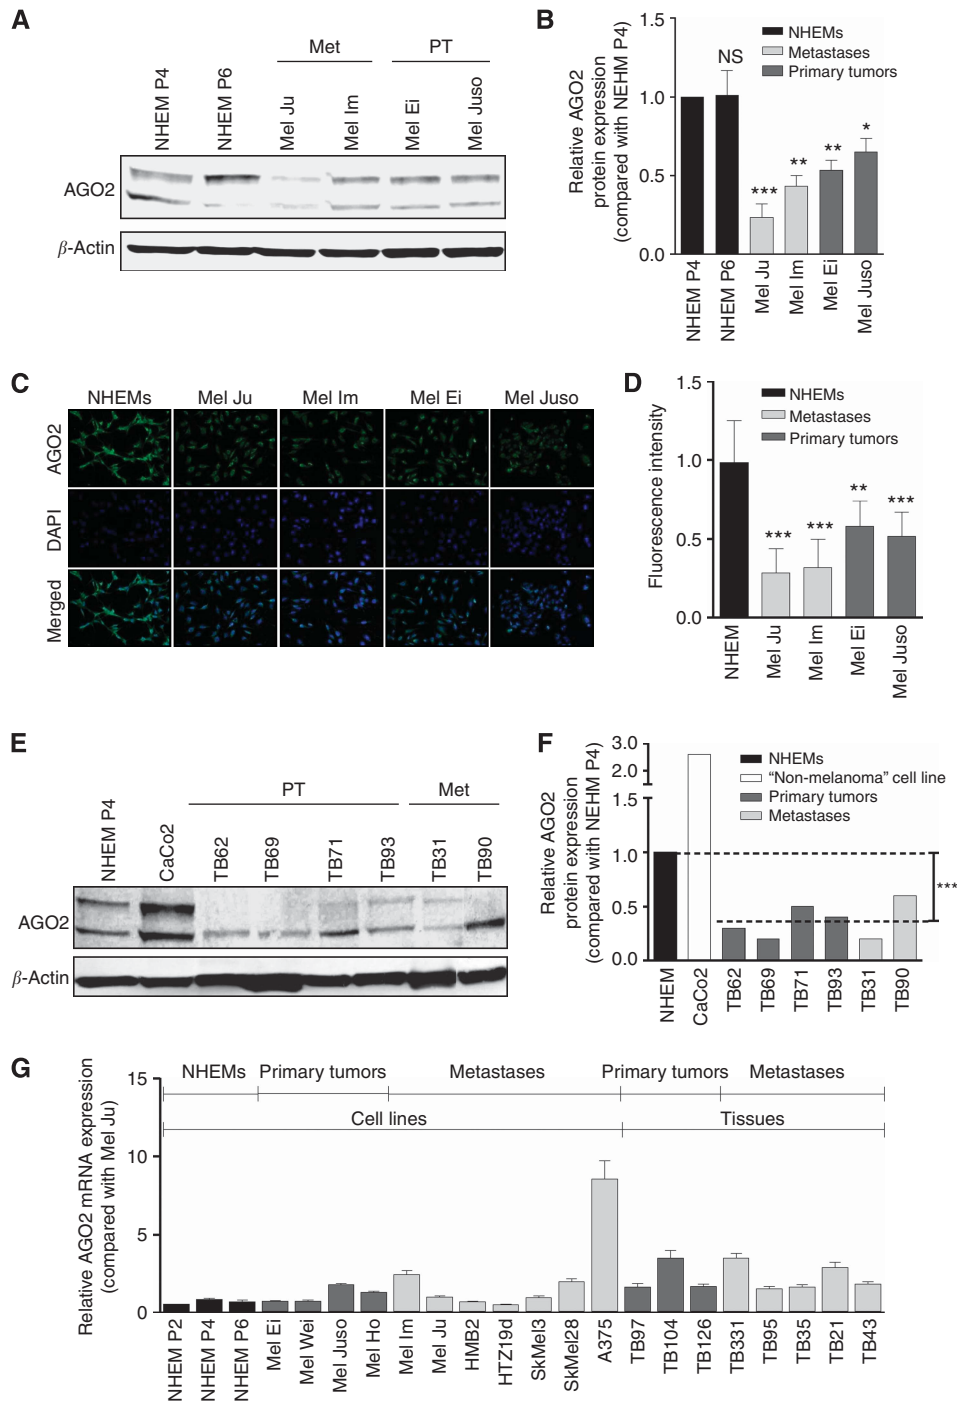 A
Met
PT
NHEM P4
NHEM P6
Mel Ju
Mel Im
Mel Ei
Mel Juso
AGO2
β-Actin
B
Relative AGO2
protein expression
(compared with NEHM P4)
1.5
1.0
0.5
0.0
NHEMs
Metastases
Primary tumors
NS
***
**
**
*
NHEM P4
NHEM P6
Mel Ju
Mel Im
Mel Ei
Mel Juso
C
NHEMs
Mel Ju
Mel Im
Mel Ei
Mel Juso
AGO2
DAPI
Merged
D
Fluorescence intensity
1.5
1.0
0.5
0.0
NHEMs
Metastases
Primary tumors
***
***
**
***
NHEM
Mel Ju
Mel Im
Mel Ei
Mel Juso
E
PT
Met
NHEM P4
CaCo2
TB62
TB69
TB71
TB93
TB31
TB90
AGO2
β-Actin
F
Relative AGO2
protein expression
(compared with NEHM P4)
3.0
2.0
1.5
1.0
0.5
0.0
NHEMs
"Non-melanoma" cell line
Primary tumors
Metastases
***
NHEM
CaCo2
TB62
TB69
TB71
TB93
TB31
TB90
G
Relative AGO2 mRNA expression
(compared with Mel Ju)
15
10
5
0
NHEMs
Primary tumors
Metastases
Primary tumors
Metastases
Cell lines
Tissues
NHEM P2
NHEM P4
NHEM P6
Mel Ei
Mel Wei
Mel Juso
Mel Ho
Mel Im
Mel Ju
HMB2
HTZ19d
SkMel3
SkMel28
A375
TB97
TB104
TB126
TB331
TB95
TB35
TB21
TB43